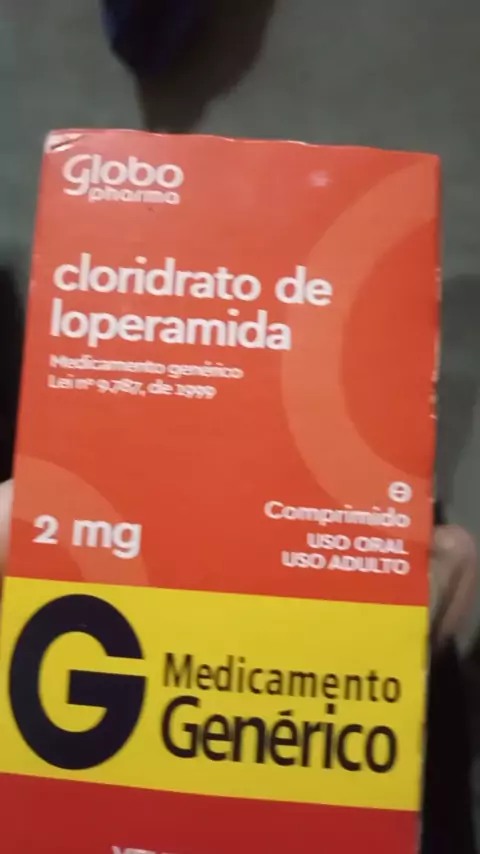 Globo
pharma
cloridrato de
loperamida
Medicamento genérico
Lei nº 9.787, de 1999
2 mg
Comprimido
USO ORAL
USO ADULTO
G
Medicamento
Genérico